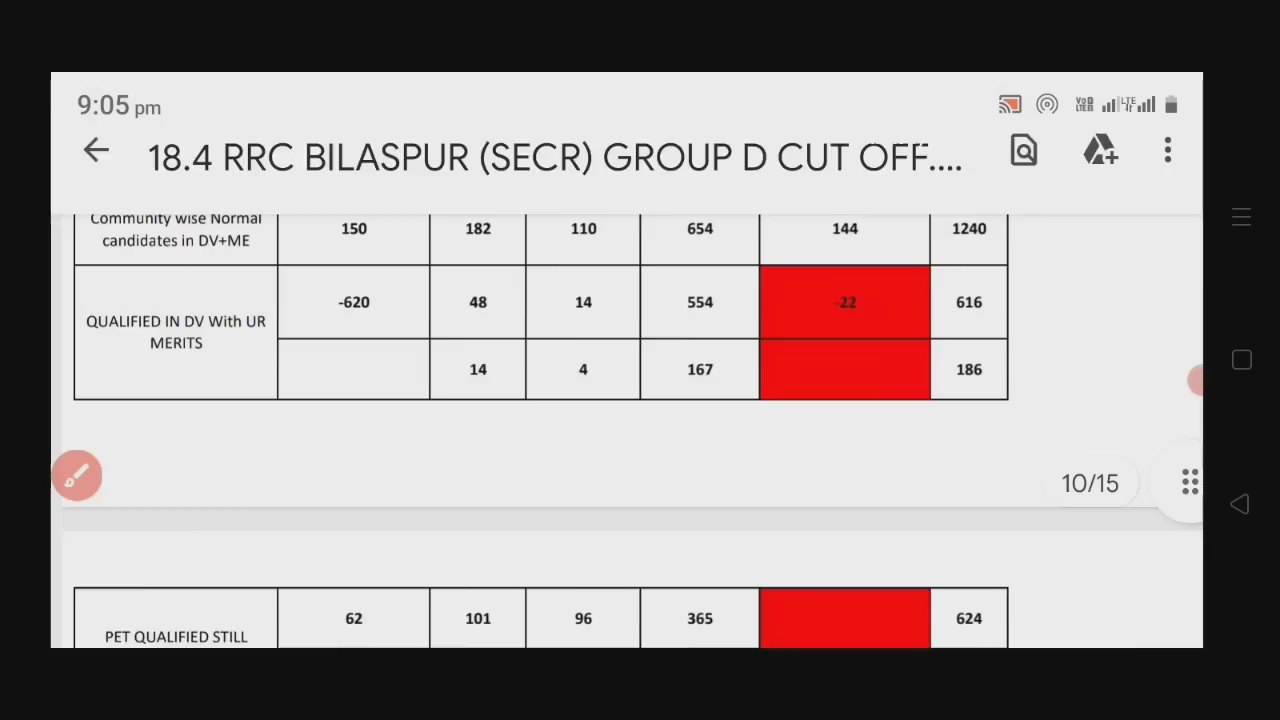 9:05 pm
VoD LTE
18.4 RRC BILASPUR (SECR) GROUP D CUT OFF....
Community wise Normal candidates in DV+ME 150 182 110 654 144 1240
QUALIFIED IN DV With UR MERITS -620 48 14 554 -22 616
14 4 167 186
10/15
PET QUALIFIED STILL 62 101 96 365 624